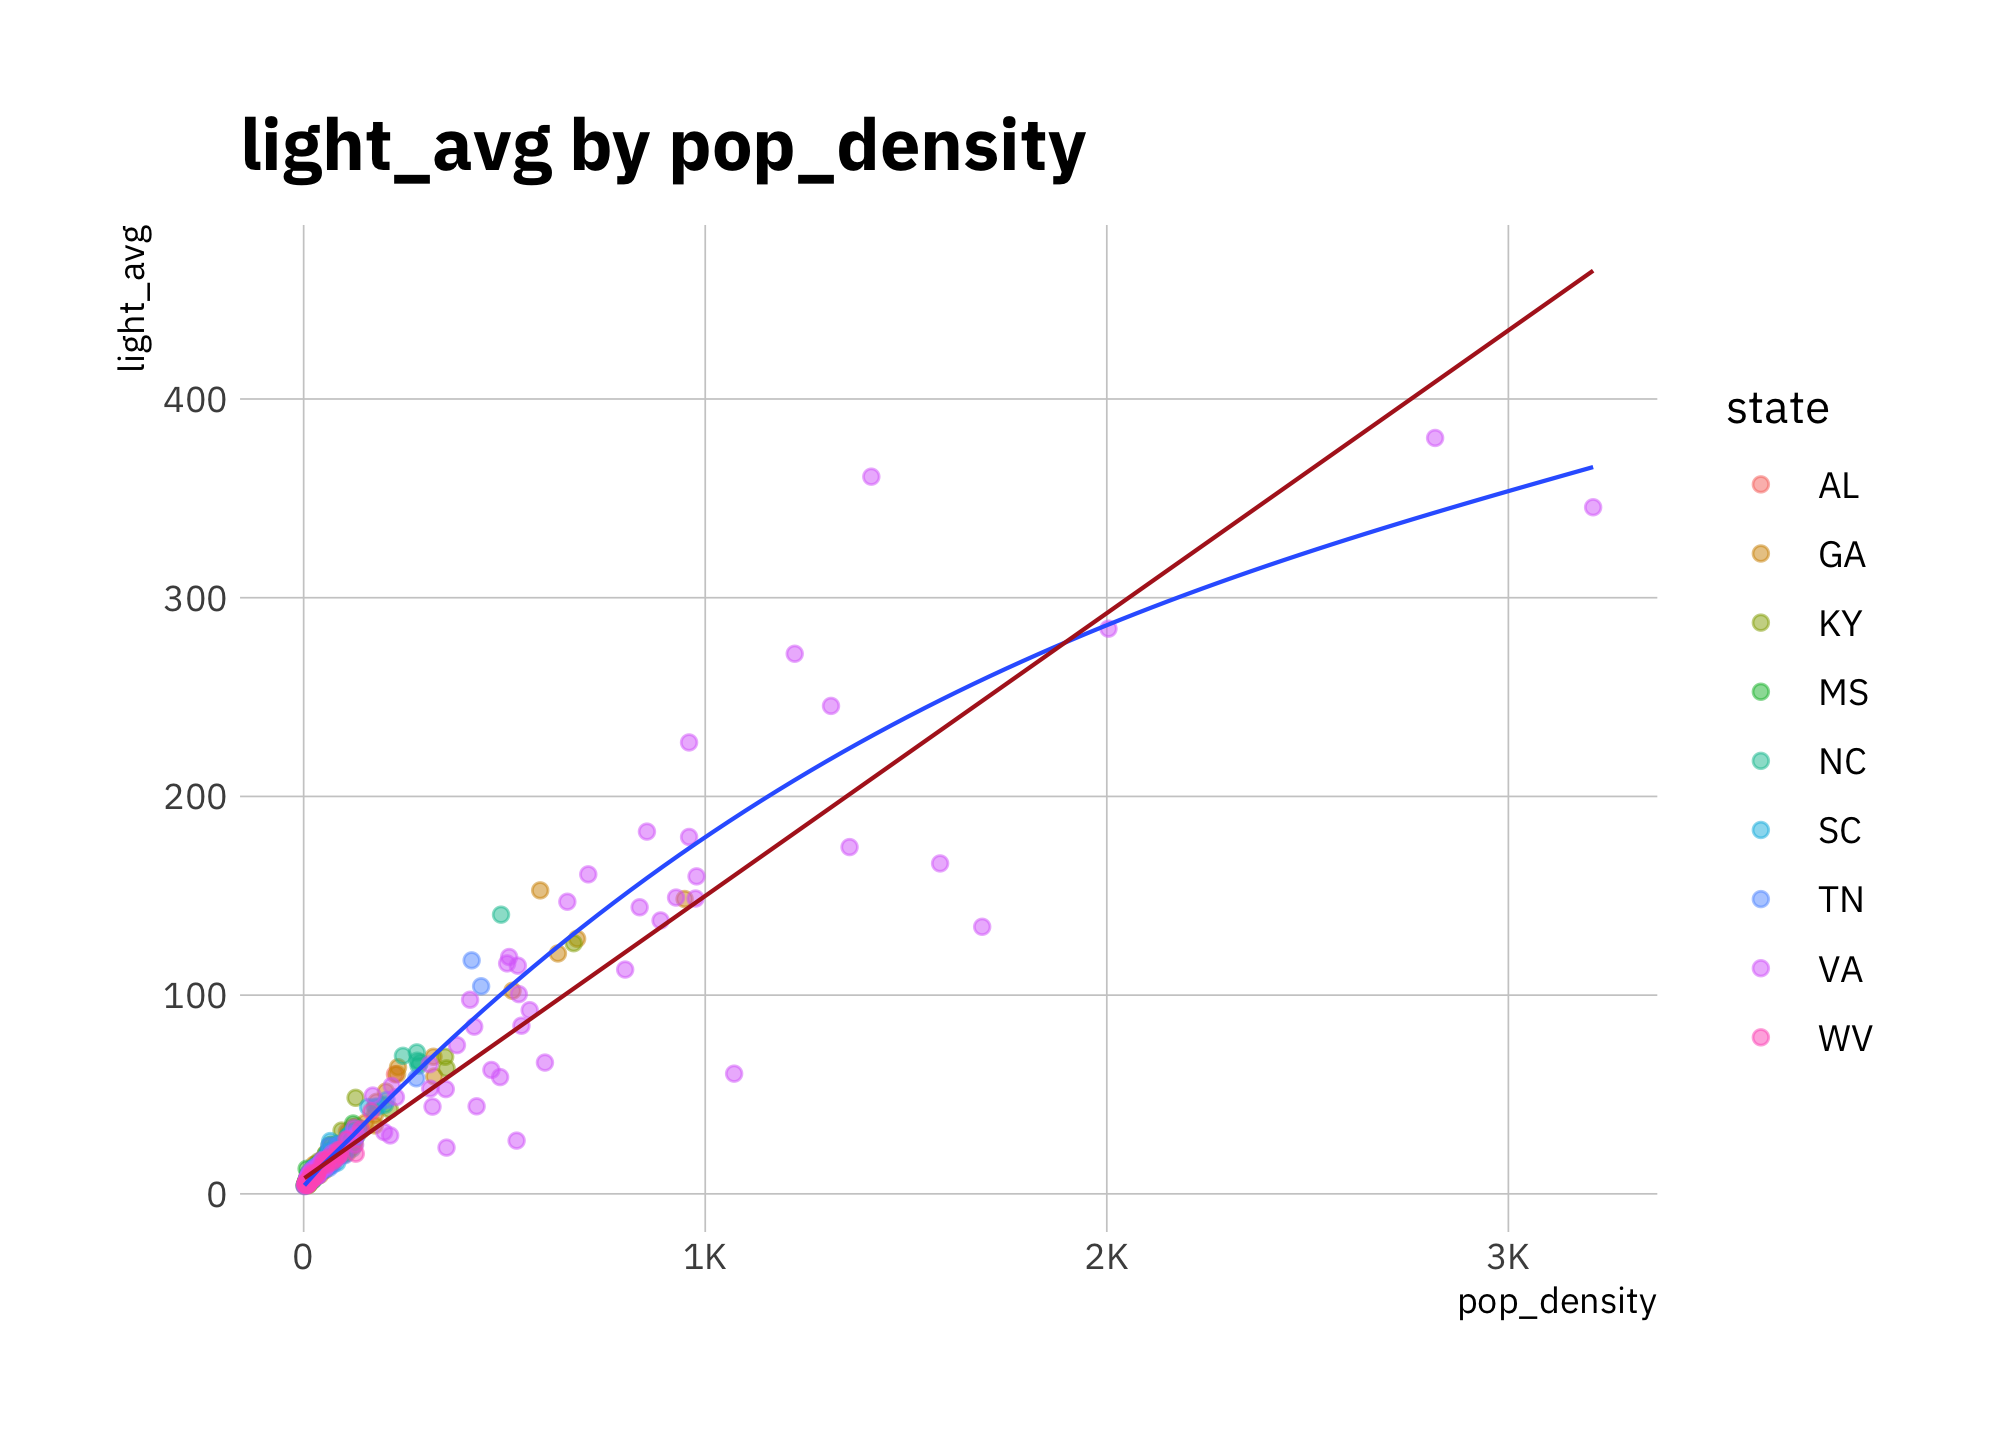 light_avg by pop_density
light_avg
400
300
200
100
0
0
1K
2K
3K
pop_density
state
AL
GA
KY
MS
NC
SC
TN
VA
WV